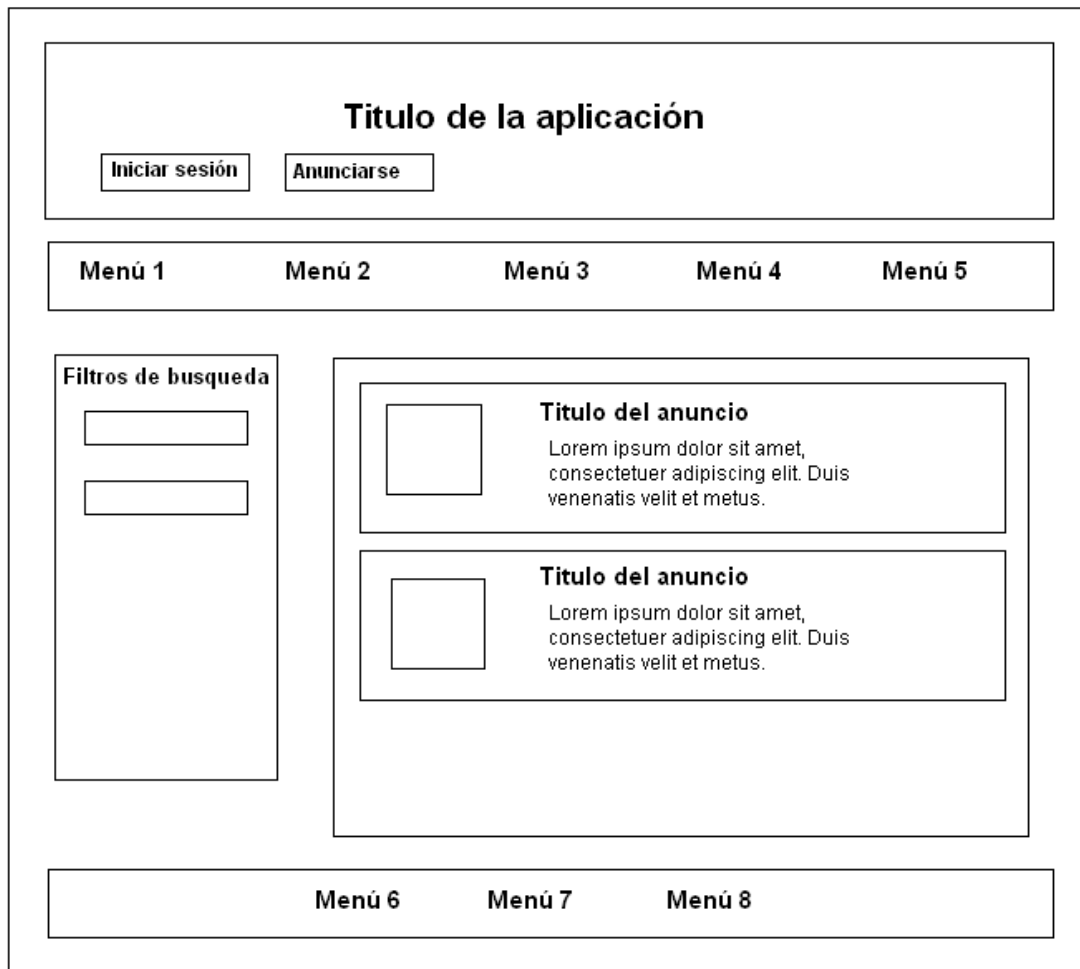 Titulo de la aplicación
Iniciar sesión
Anunciarse
Menú 1
Menú 2
Menú 3
Menú 4
Menú 5
Filtros de busqueda
Titulo del anuncio
Lorem ipsum dolor sit amet,
consectetuer adipiscing elit. Duis
venenatis velit et metus.
Titulo del anuncio
Lorem ipsum dolor sit amet,
consectetuer adipiscing elit. Duis
venenatis velit et metus.
Menú 6
Menú 7
Menú 8